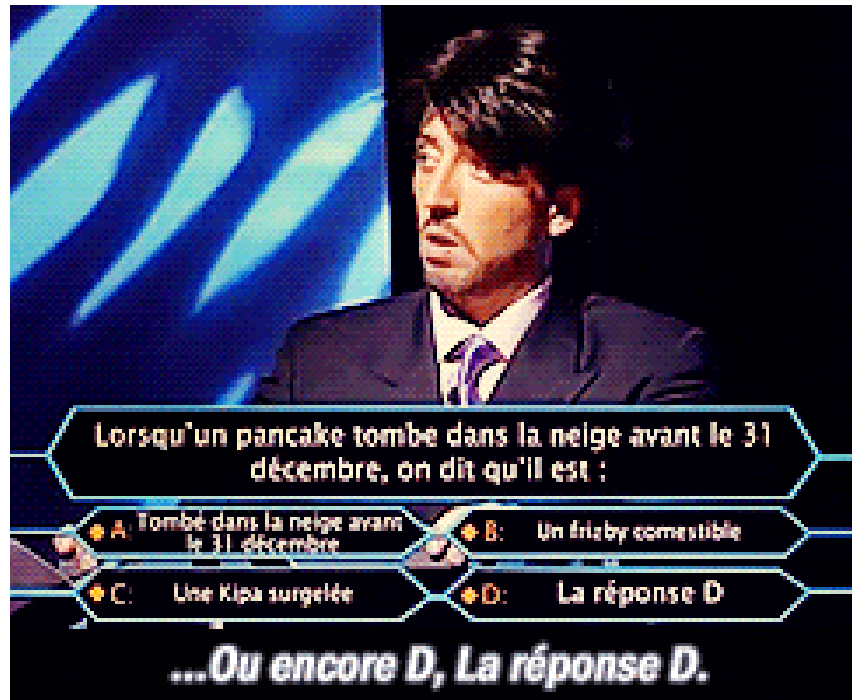 Lorsqu'un pancake tombe dans la neige avant le 31
décembre, on dit qu'il est :
A: Tombé dans la neige avant
le 31 décembre
B: Un frizby comestible
C: Une Kipa surgelée
D: La réponse D
...Ou encore D, La réponse D.